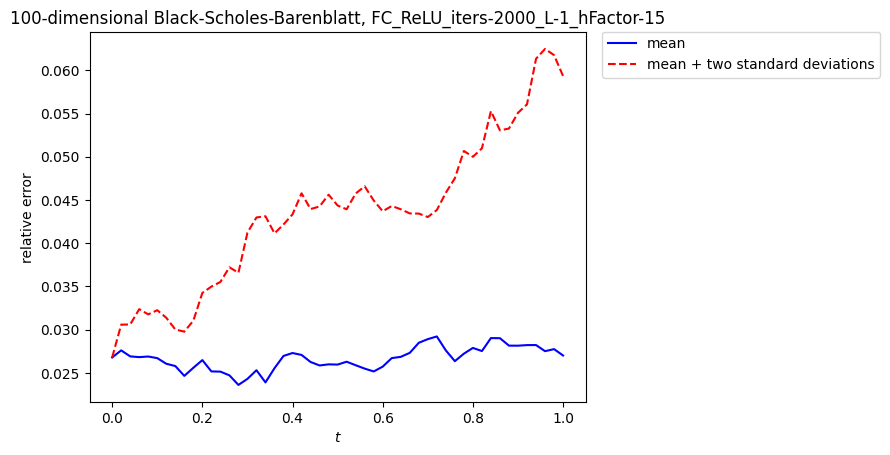 100-dimensional Black-Scholes-Barenblatt, FC_ReLU_iters-2000_L-1_hFactor-15
mean
mean + two standard deviations
relative error
0.060
0.055
0.050
0.045
0.040
0.035
0.030
0.025
0.0 0.2 0.4 0.6 0.8 1.0
t